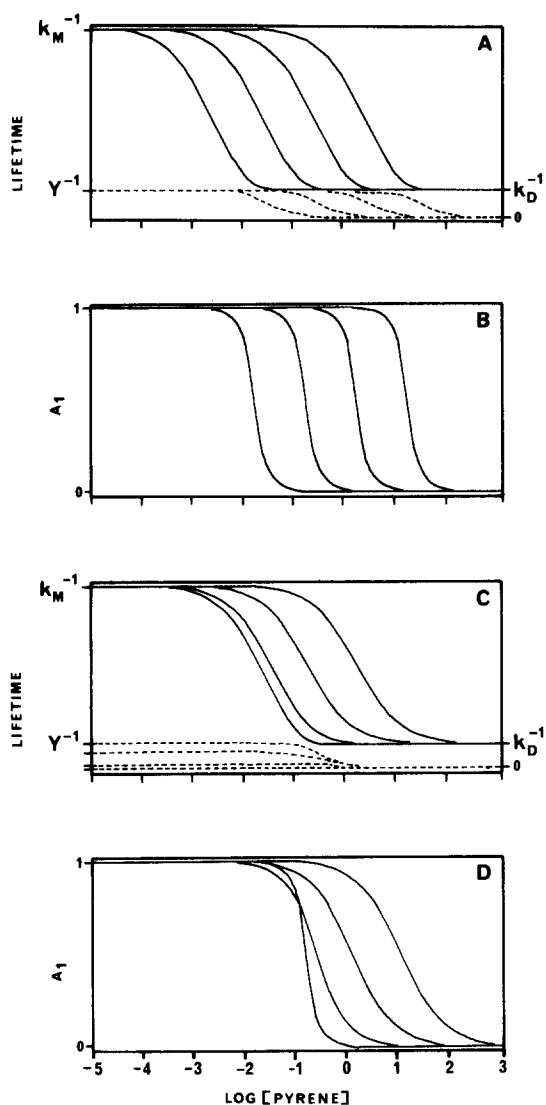 A
k_M^-1
LIFETIME
Y^-1
k_D^-1
0
B
1
A_1
0
C
k_M^-1
LIFETIME
Y^-1
k_D^-1
0
D
1
A_1
0
-5 -4 -3 -2 -1 0 1 2 3
LOG [PYRENE]